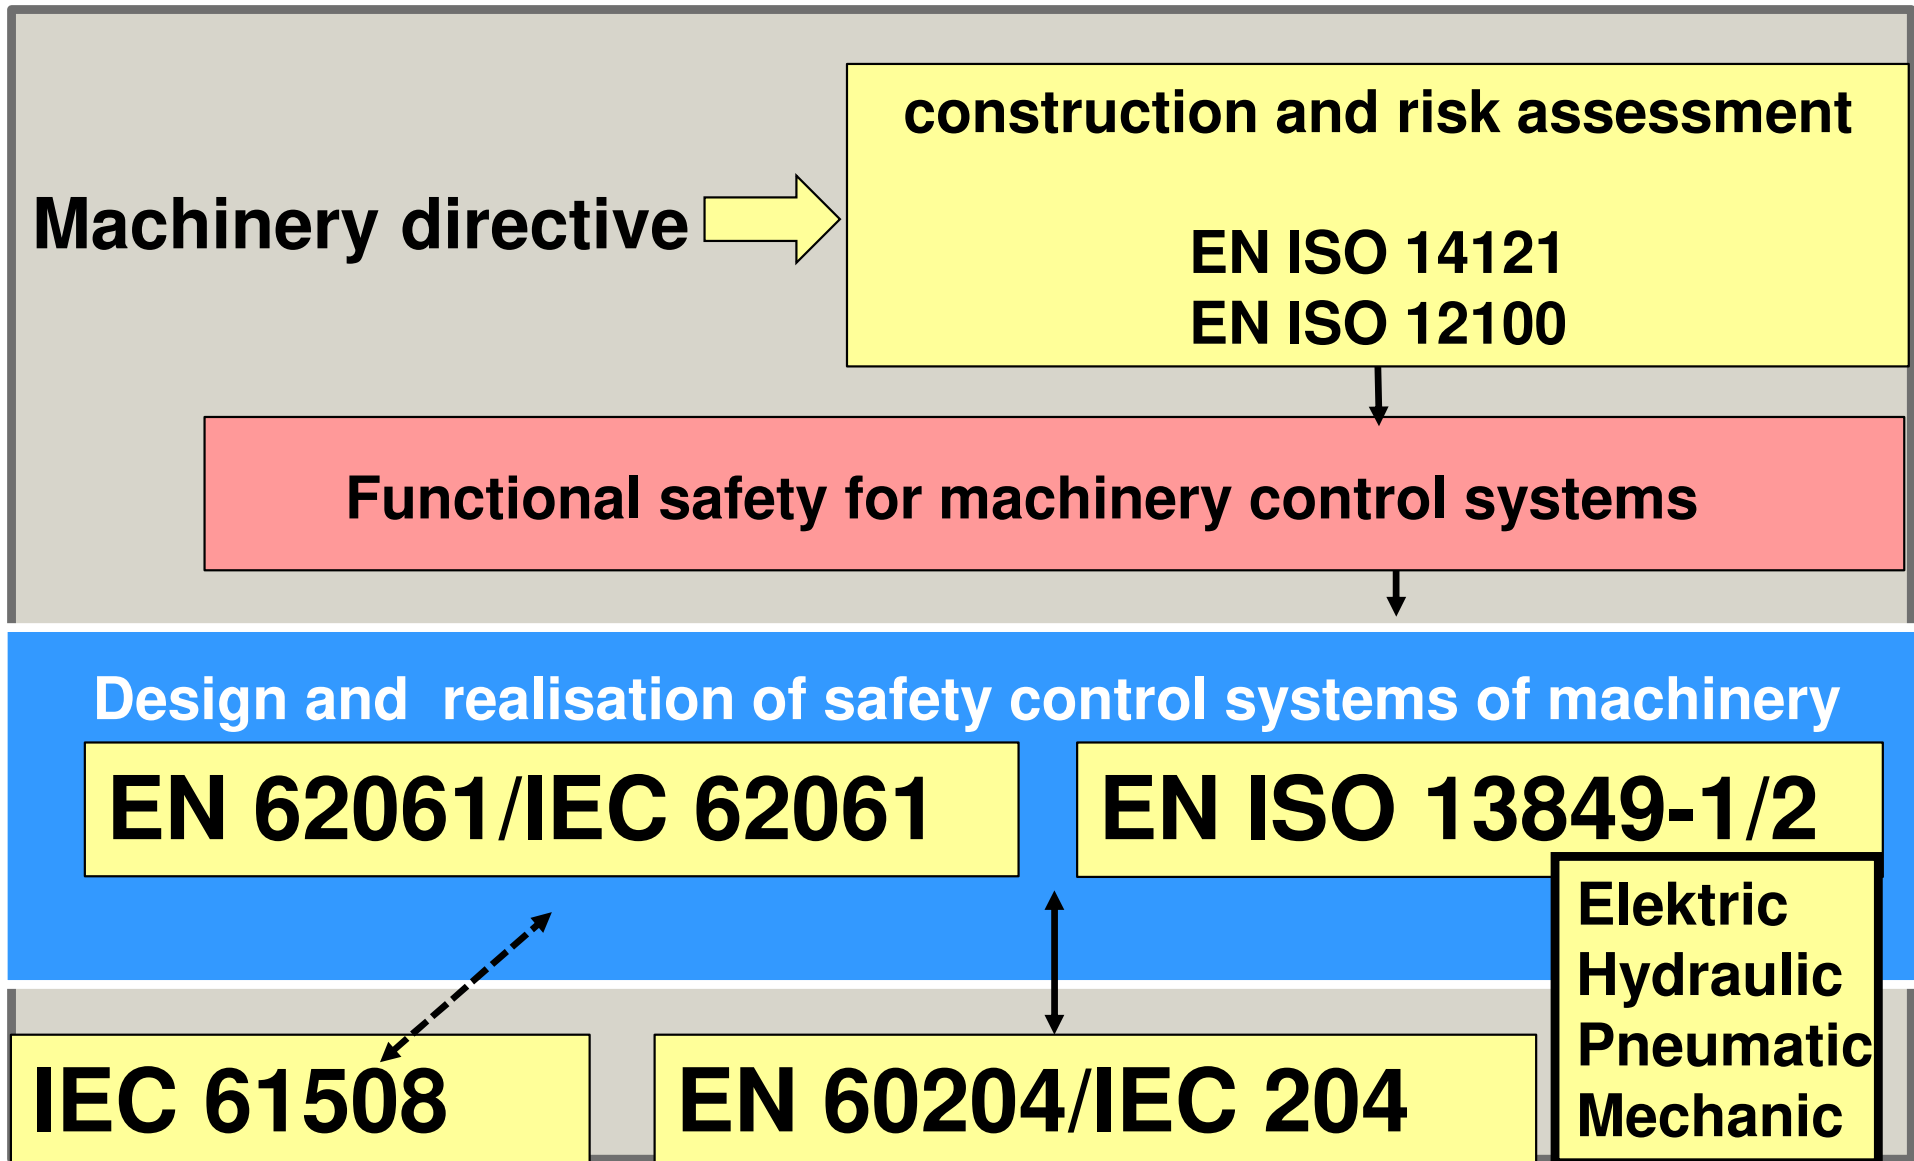 construction and risk assessment
Machinery directive
EN ISO 14121
EN ISO 12100
Functional safety for machinery control systems
Design and  realisation of safety control systems of machinery
EN 62061/IEC 62061
EN ISO 13849-1/2
Elektric
Hydraulic
Pneumatic
Mechanic
IEC 61508
EN 60204/IEC 204